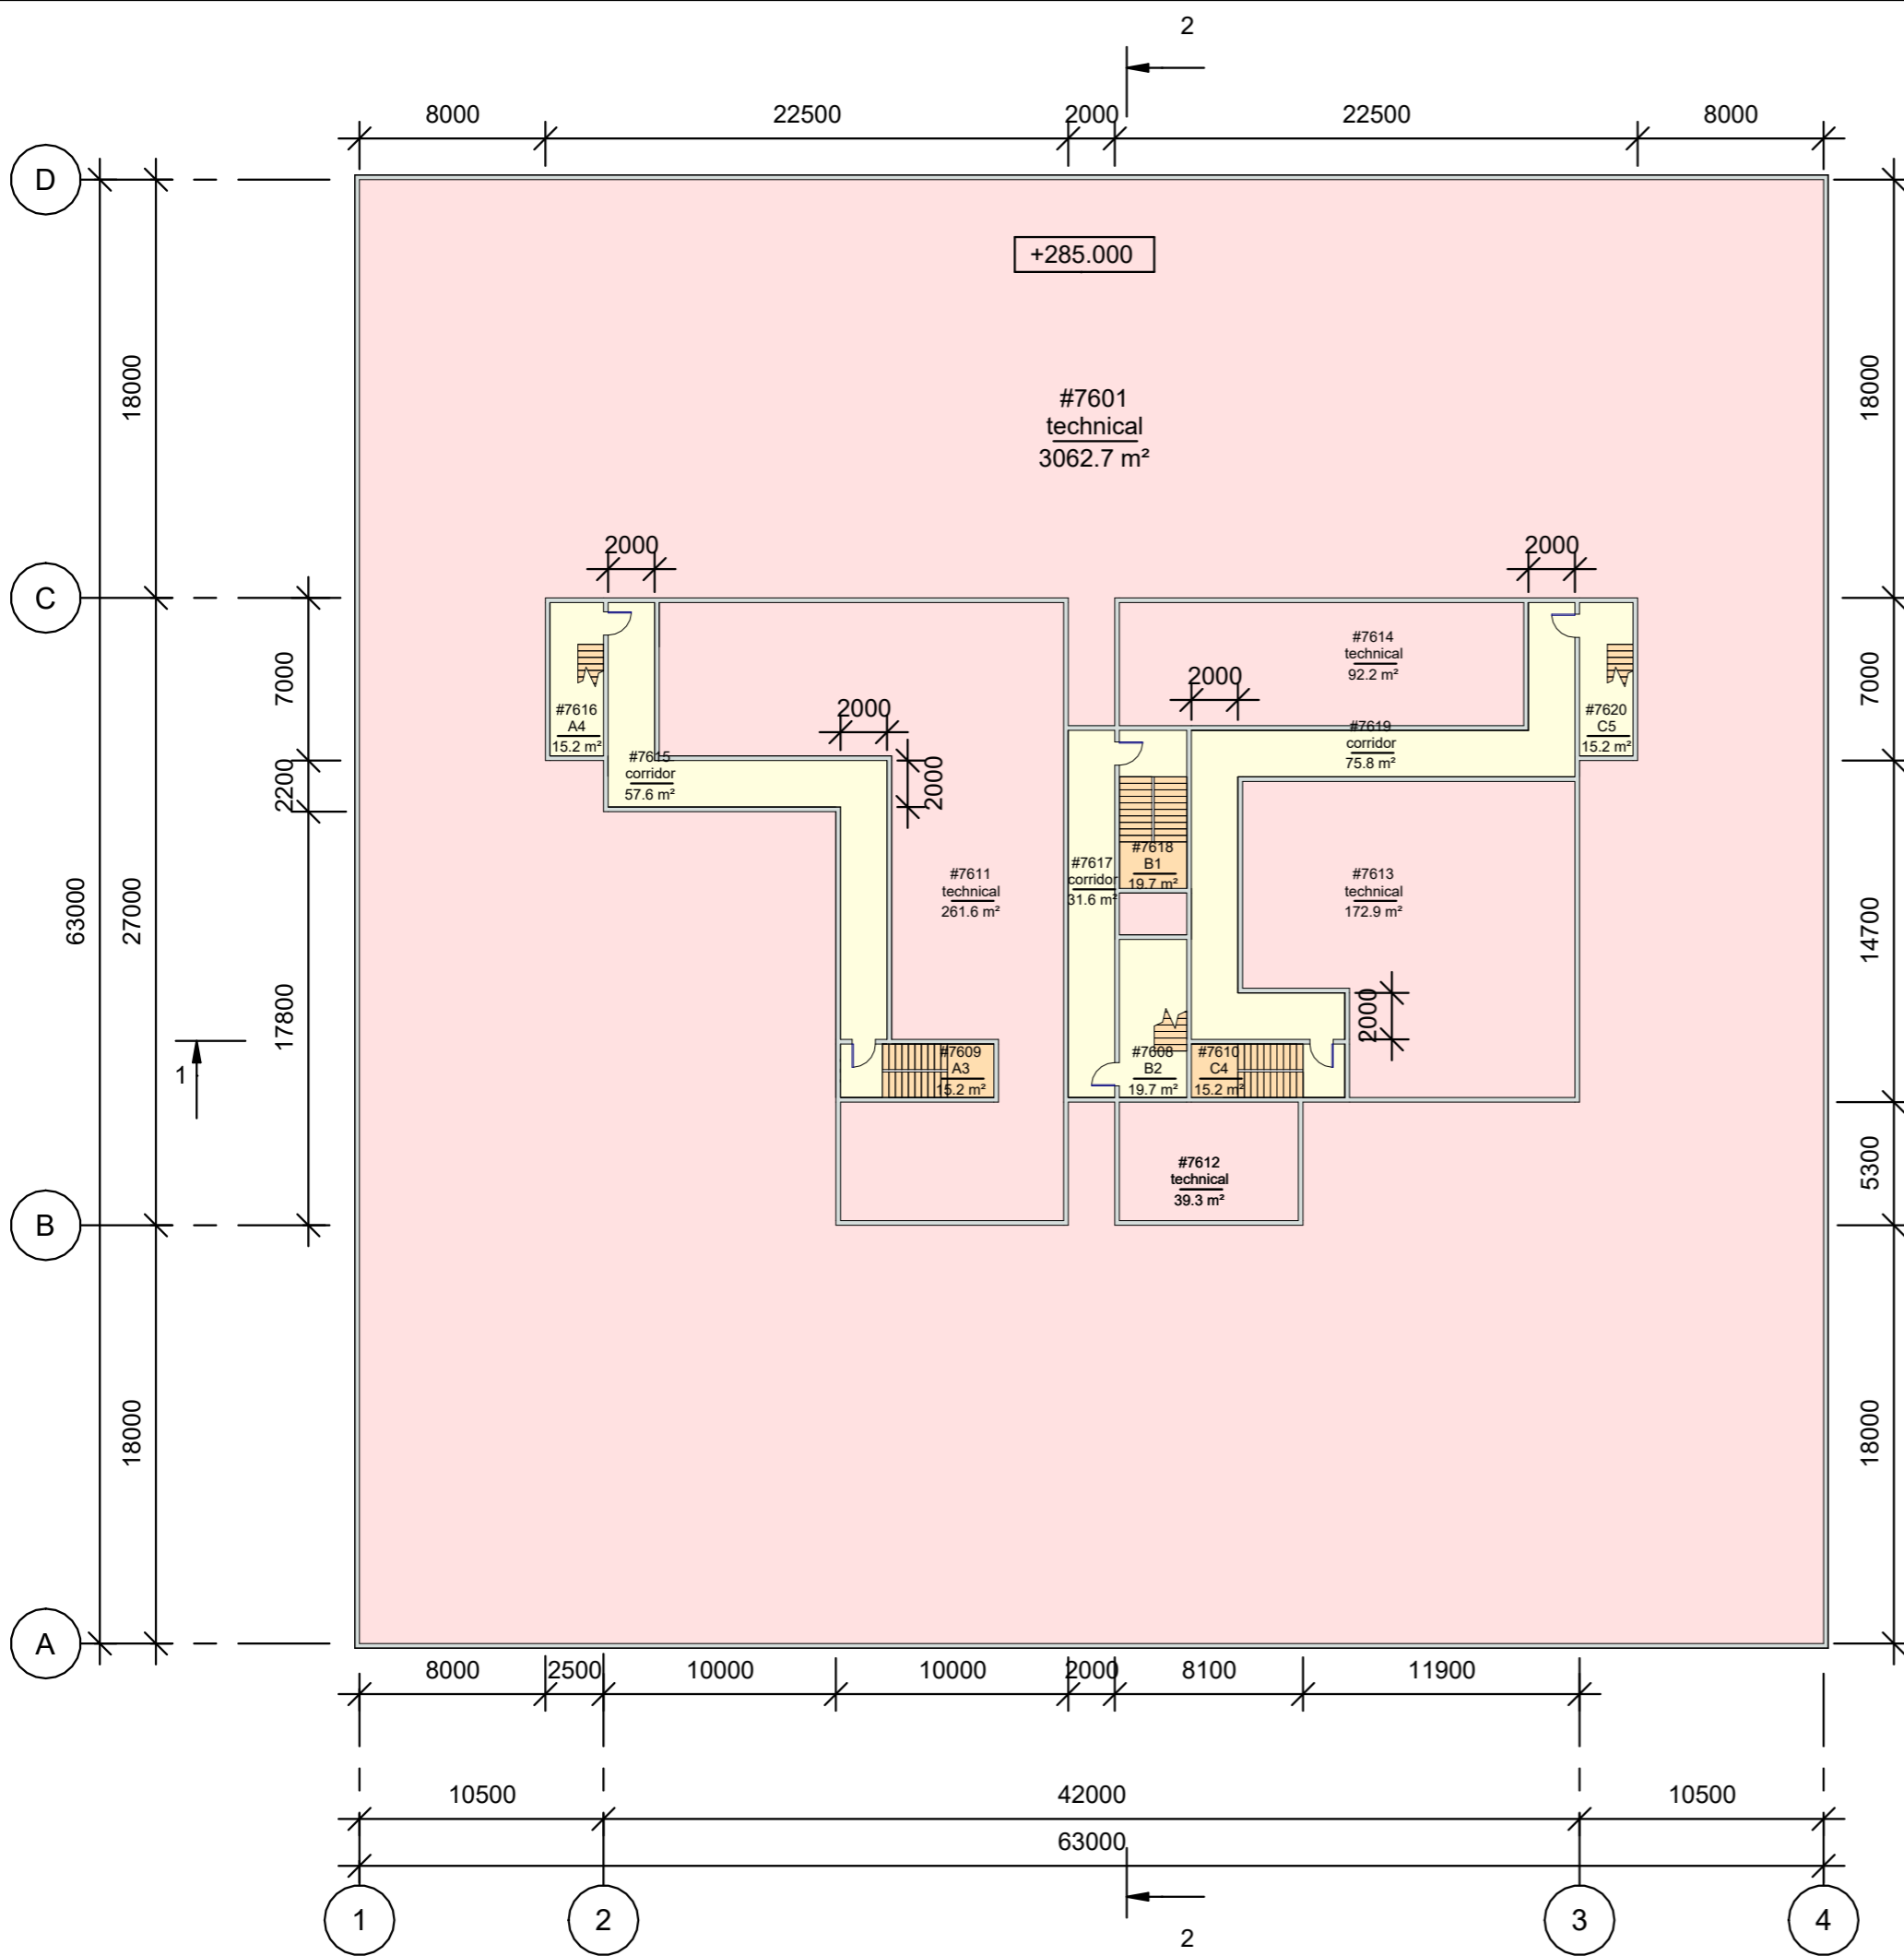 2
8000 22500 2000 22500 8000
D
+285.000
18000
18000
#7601
technical
3062.7 m²
2000
2000
C
7000
7000
#7614
technical
92.2 m²
2000
2000
#7616
A4
15.2 m²
#7620
C5
15.2 m²
#7619
corridor
75.8 m²
#7615
corridor
57.6 m²
2200
2000
63000
27000
14700
#7618
B1
19.7 m²
#7617
corridor
31.6 m²
#7611
technical
261.6 m²
#7613
technical
172.9 m²
17800
2000
1
#7609
A3
15.2 m²
#7608
B2
19.7 m²
#7610
C4
15.2 m²
5300
#7612
technical
39.3 m²
B
18000
18000
A
8000 2500 10000 10000 2000 8100 11900
10500 42000 10500
63000
1 2 3 4
2